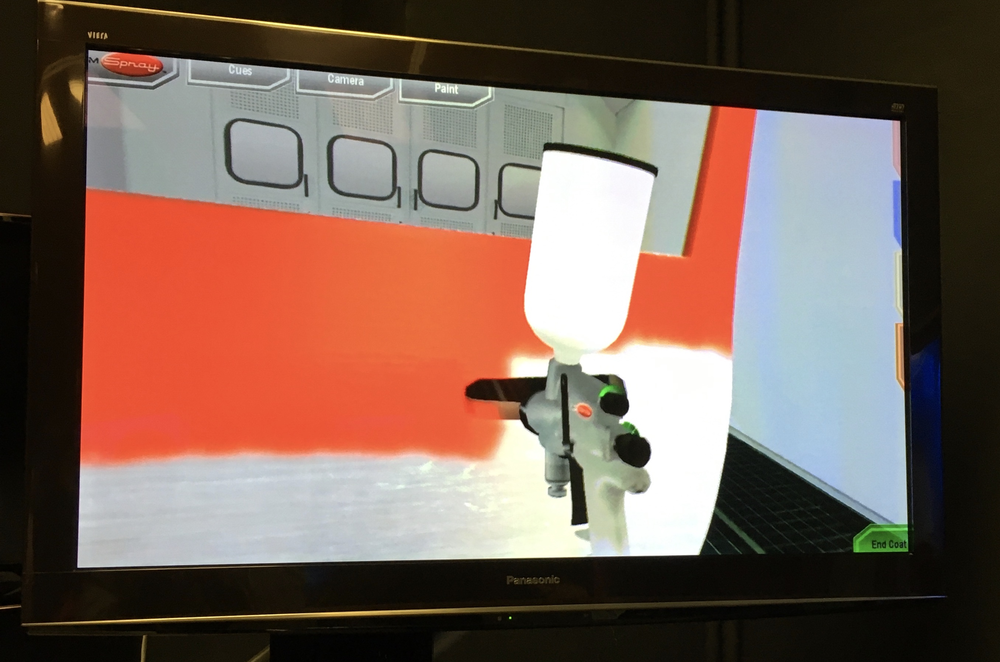 VIErA
M Spray
Cues
Camera
Paint
End Coat
Panasonic